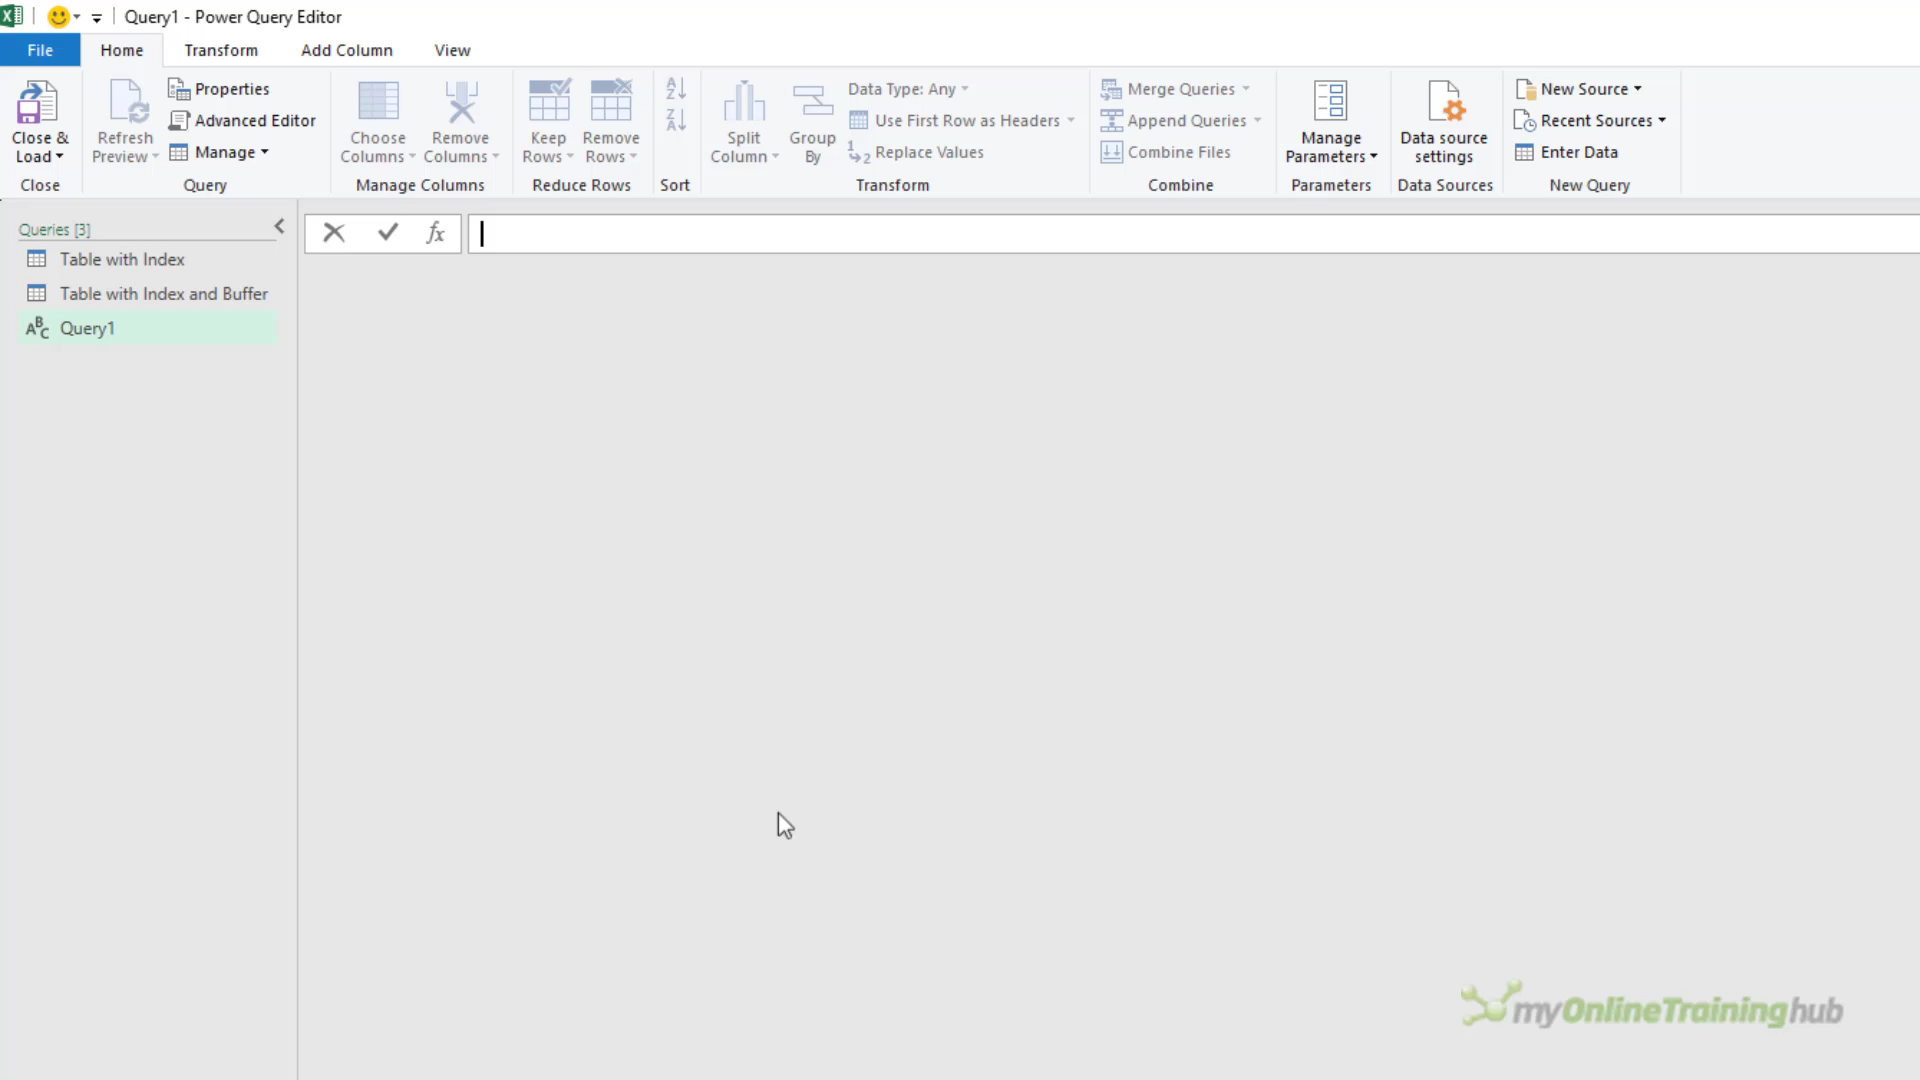 Query1 - Power Query Editor
File Home Transform Add Column View
Close & Load
Refresh Preview
Properties
Advanced Editor
Manage
Choose Columns
Remove Columns
Keep Rows
Remove Rows
A Z
Z A
Split Column
Group By
Data Type: Any
Use First Row as Headers
1 2 Replace Values
Merge Queries
Append Queries
Combine Files
Manage Parameters
Data source settings
New Source
Recent Sources
Enter Data
Close Query Manage Columns Reduce Rows Sort Transform Combine Parameters Data Sources New Query
Queries [3]
fx
Table with Index
Table with Index and Buffer
ABC Query1
myOnlineTraininghub